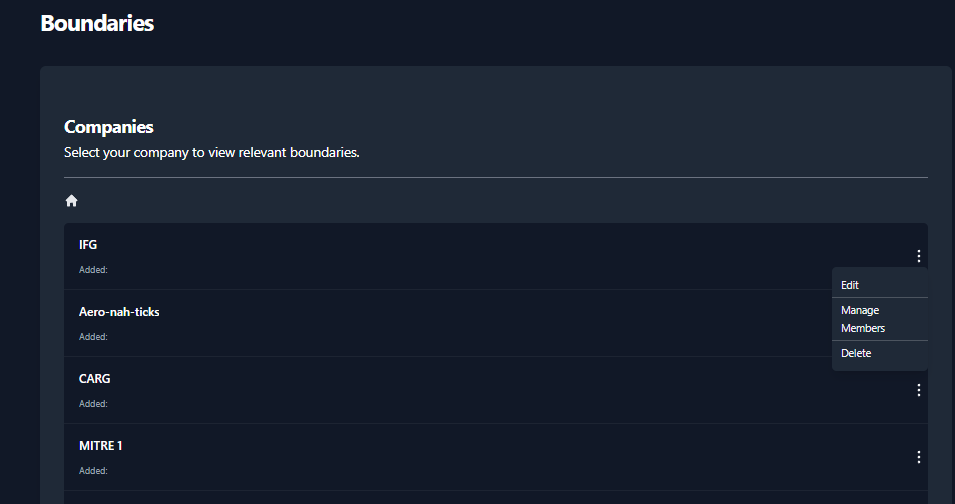 Boundaries
Companies
Select your company to view relevant boundaries.
IFG
Added:
Edit
Manage
Members
Delete
Aero-nah-ticks
Added:
CARG
Added:
MITRE 1
Added: